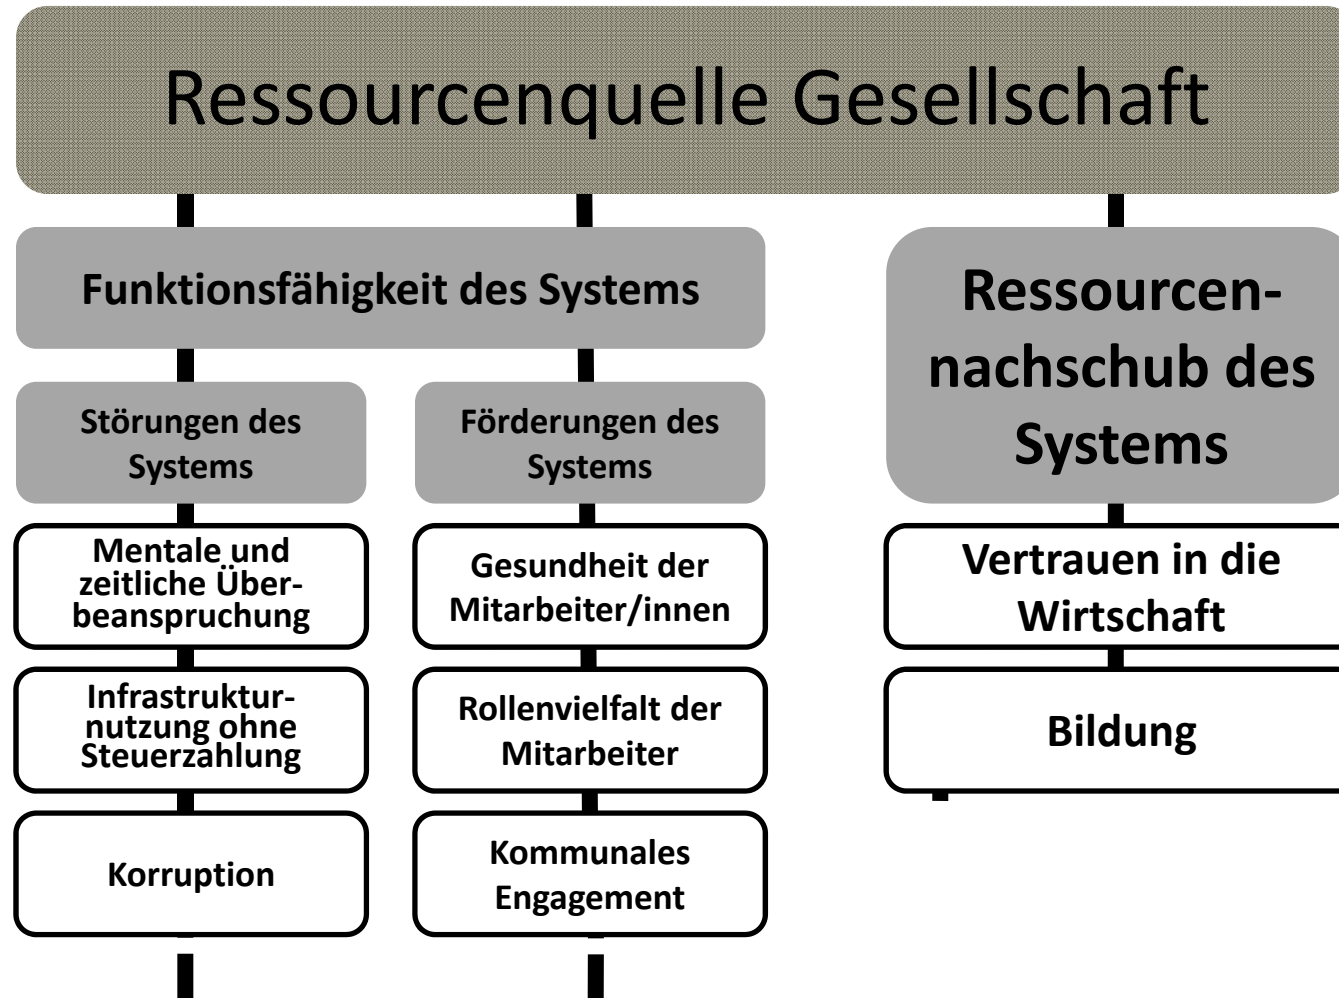 Ressourcenquelle Gesellschaft
Funktionsfähigkeit des Systems
Störungen des
Systems
Mentale und
zeitliche Über-
beanspruchung
Infrastruktur-
nutzung ohne
Steuerzahlung
Korruption
Förderungen des
Systems
Gesundheit der
Mitarbeiter/innen
Rollenvielfalt der
Mitarbeiter
Kommunales
Engagement
Ressourcen-
nachschub des
Systems
Vertrauen in die
Wirtschaft
Bildung